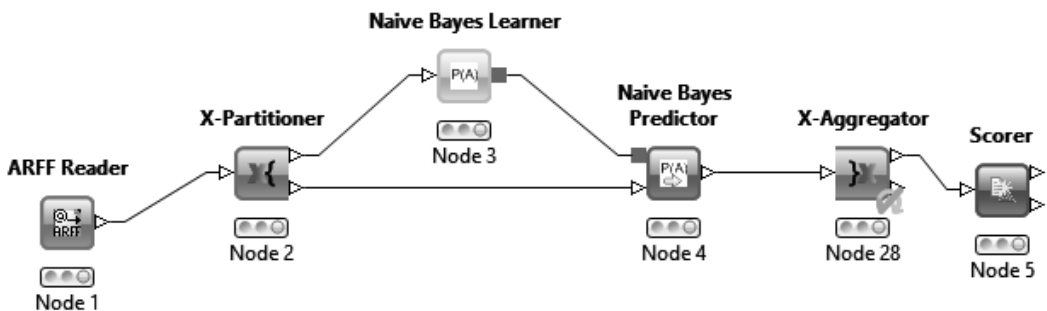 Naive Bayes Learner
P(A)
Node 3
X-Partitioner
X{
Node 2
ARFF Reader
ARFF
Node 1
Naive Bayes
Predictor
P(A)
Node 4
X-Aggregator
}X
Node 28
Scorer
Node 5